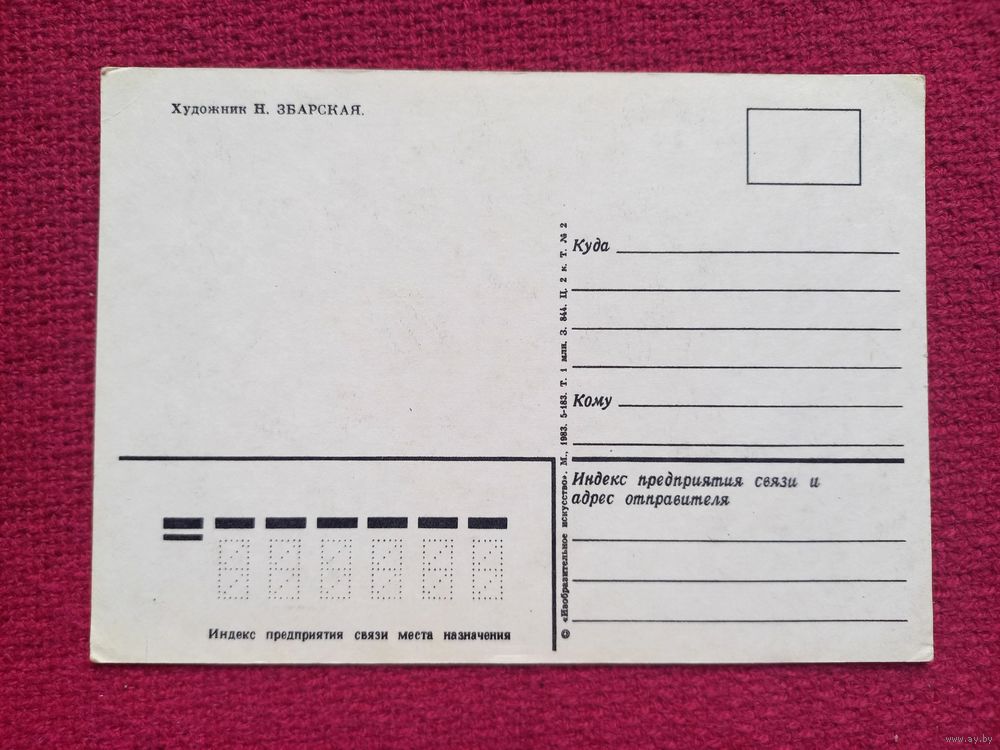 Художник Н. ЗБАРСКАЯ.
Куда
Кому
Индекс предприятия связи и
адрес отправителя
© «Изобразительное искусство». М., 1983. 5-183. Т. 1 млн. З. 844. Ц. 2 к. Т. № 2
Индекс предприятия связи места назначения
www.ay.by